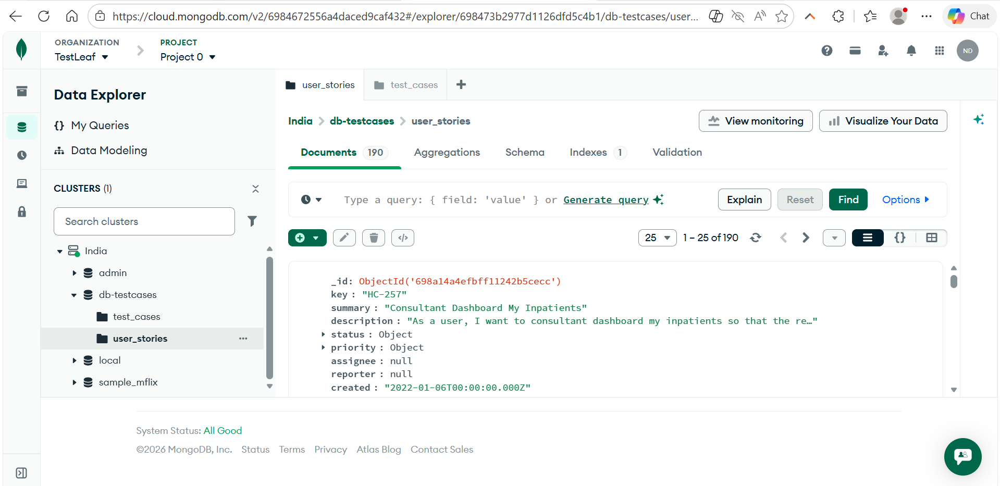 https://cloud.mongodb.com/v2/6984672556a4daced9caf432#/explorer/698473b2977d1126dfd5c4b1/db-testcases/user...
Chat
ORGANIZATION
TestLeaf
PROJECT
Project 0
ND
Data Explorer
My Queries
Data Modeling
CLUSTERS (1)
Search clusters
India
admin
db-testcases
test_cases
user_stories
local
sample_mflix
user_stories
test_cases
India > db-testcases > user_stories
View monitoring
Visualize Your Data
Documents 190
Aggregations
Schema
Indexes 1
Validation
Type a query: { field: 'value' } or Generate query
Explain
Reset
Find
Options
25
1 – 25 of 190
_id: ObjectId('698a14a4efbff11242b5cecc')
key : "HC-257"
summary : "Consultant Dashboard My Inpatients"
description : "As a user, I want to consultant dashboard my inpatients so that the re…"
status : Object
priority : Object
assignee : null
reporter : null
created : "2022-01-06T00:00:00.000Z"
System Status: All Good
©2026 MongoDB, Inc. Status Terms Privacy Atlas Blog Contact Sales